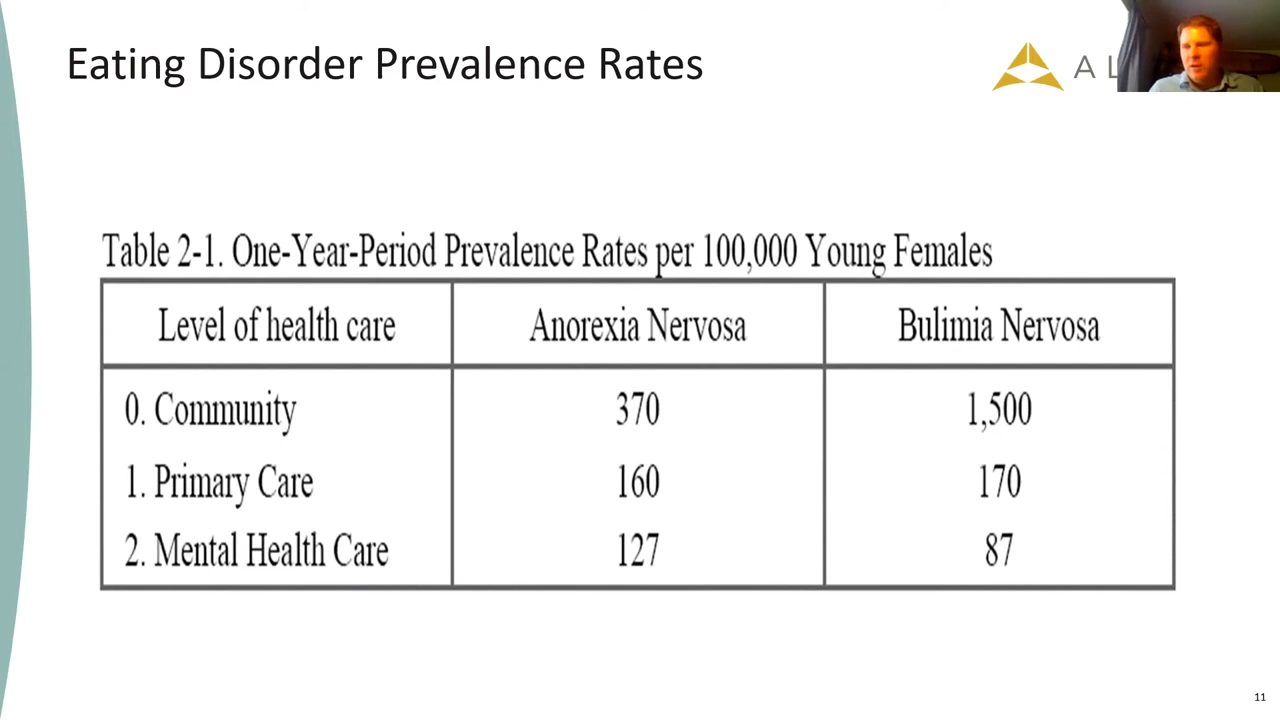 Eating Disorder Prevalence Rates
A L
Table 2-1. One-Year-Period Prevalence Rates per 100,000 Young Females
Level of health care Anorexia Nervosa Bulimia Nervosa
0. Community 370 1,500
1. Primary Care 160 170
2. Mental Health Care 127 87
11